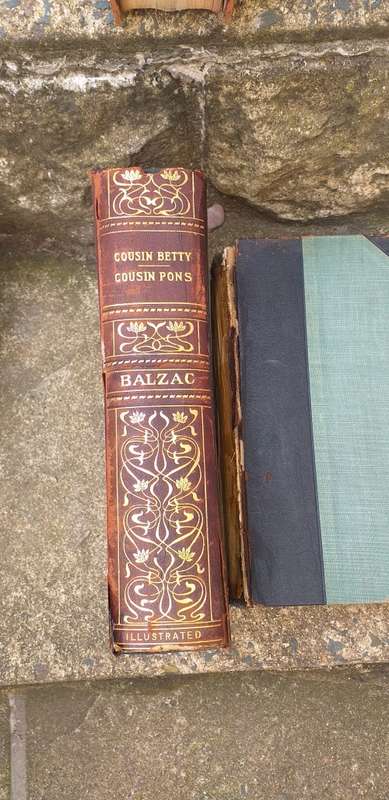 COUSIN BETTY
COUSIN PONS
BALZAC
ILLUSTRATED